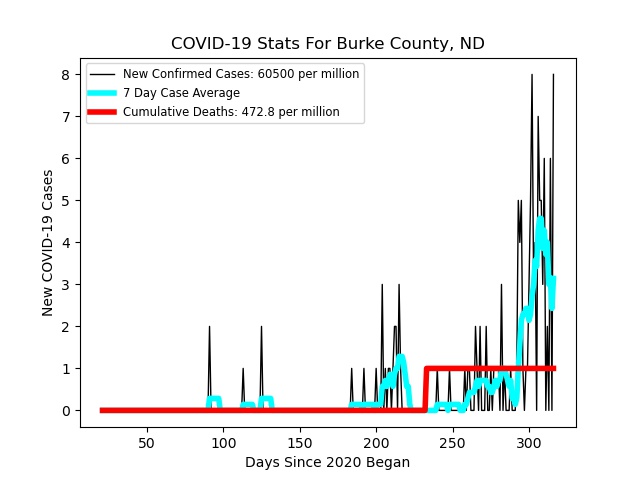 COVID-19 Stats For Burke County, ND
New Confirmed Cases: 60500 per million
7 Day Case Average
Cumulative Deaths: 472.8 per million
New COVID-19 Cases
8
7
6
5
4
3
2
1
0
50 100 150 200 250 300
Days Since 2020 Began